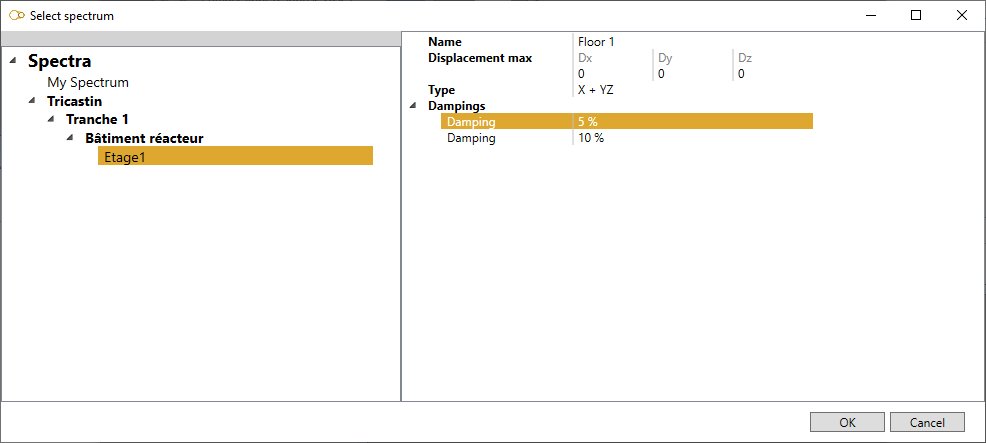 Select spectrum
Spectra
My Spectrum
Tricastin
Tranche 1
Bâtiment réacteur
Etage1
Name Floor 1
Displacement max Dx Dy Dz
0 0 0
Type X + YZ
Dampings
Damping 5 %
Damping 10 %
OK Cancel